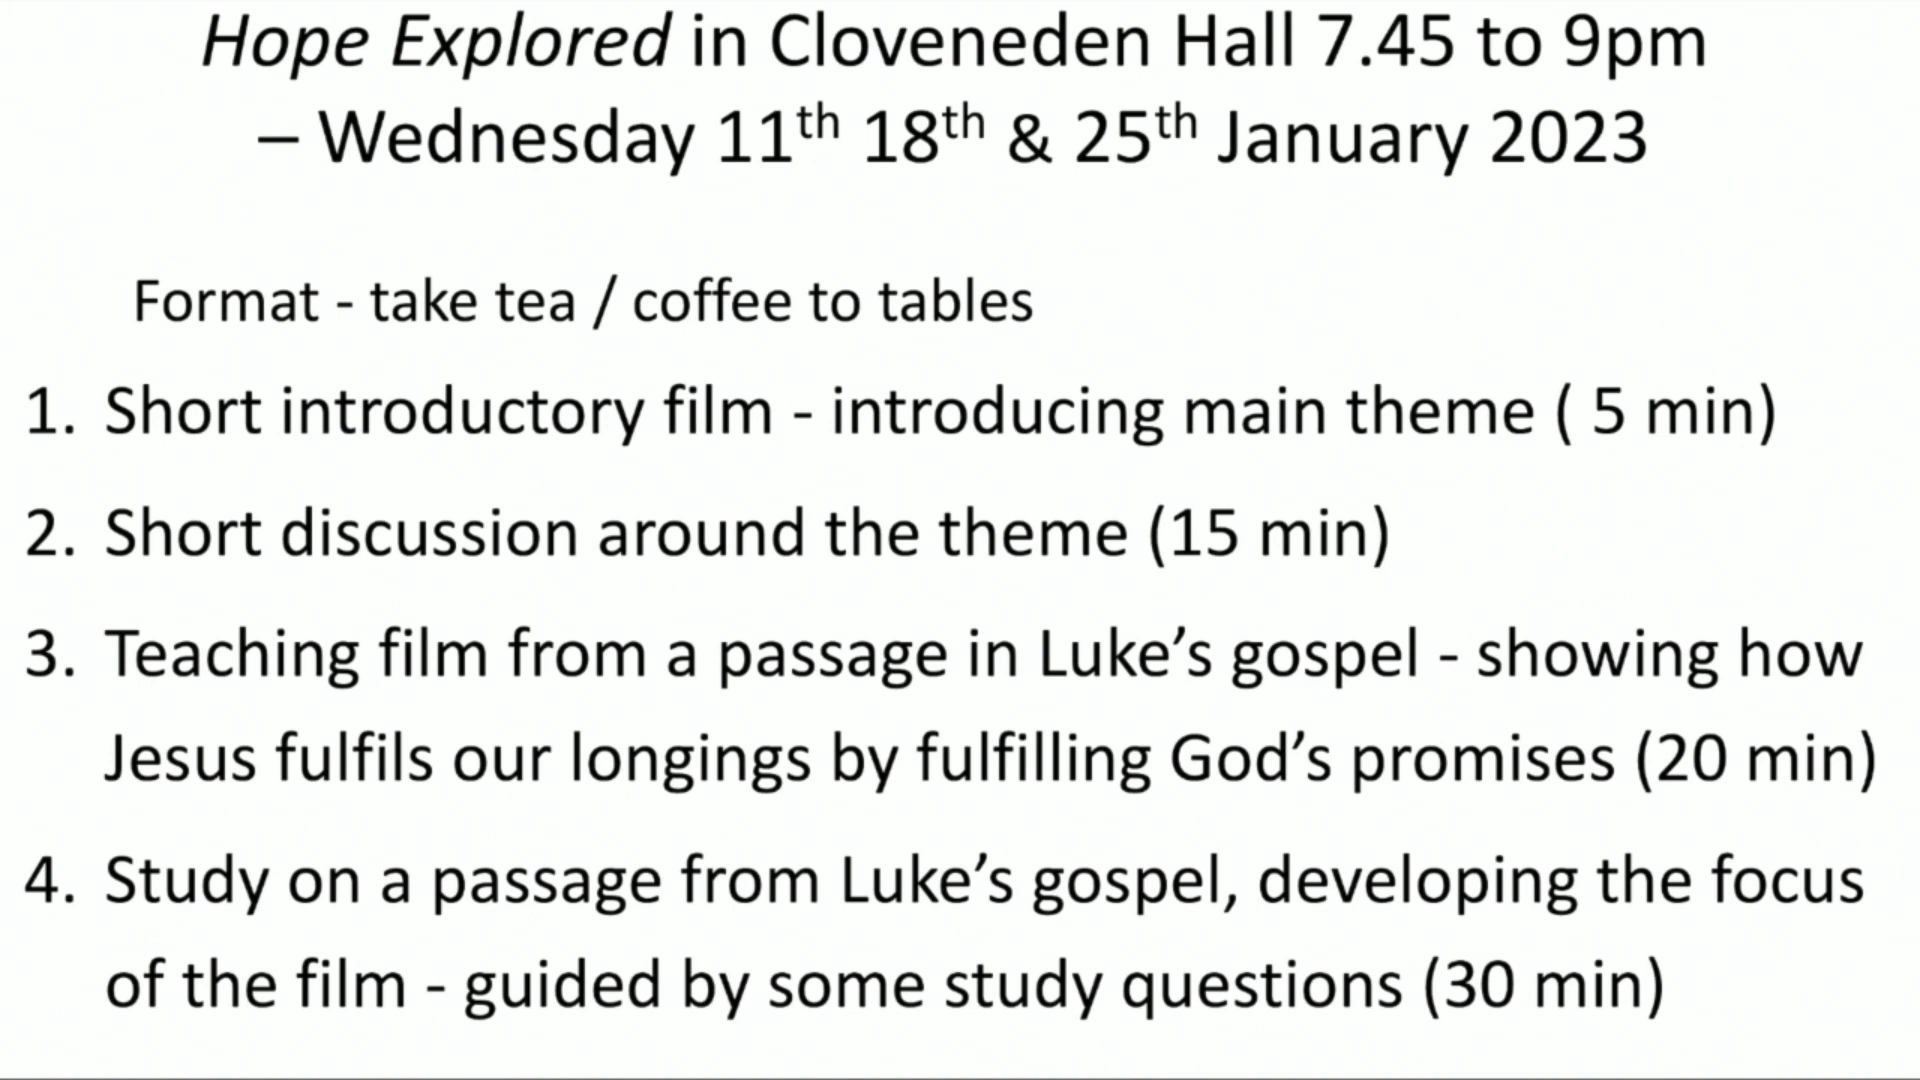 Hope Explored in Cloveneden Hall 7.45 to 9pm
– Wednesday 11th 18th & 25th January 2023
Format - take tea / coffee to tables
1. Short introductory film - introducing main theme ( 5 min)
2. Short discussion around the theme (15 min)
3. Teaching film from a passage in Luke’s gospel - showing how
Jesus fulfils our longings by fulfilling God’s promises (20 min)
4. Study on a passage from Luke’s gospel, developing the focus
of the film - guided by some study questions (30 min)